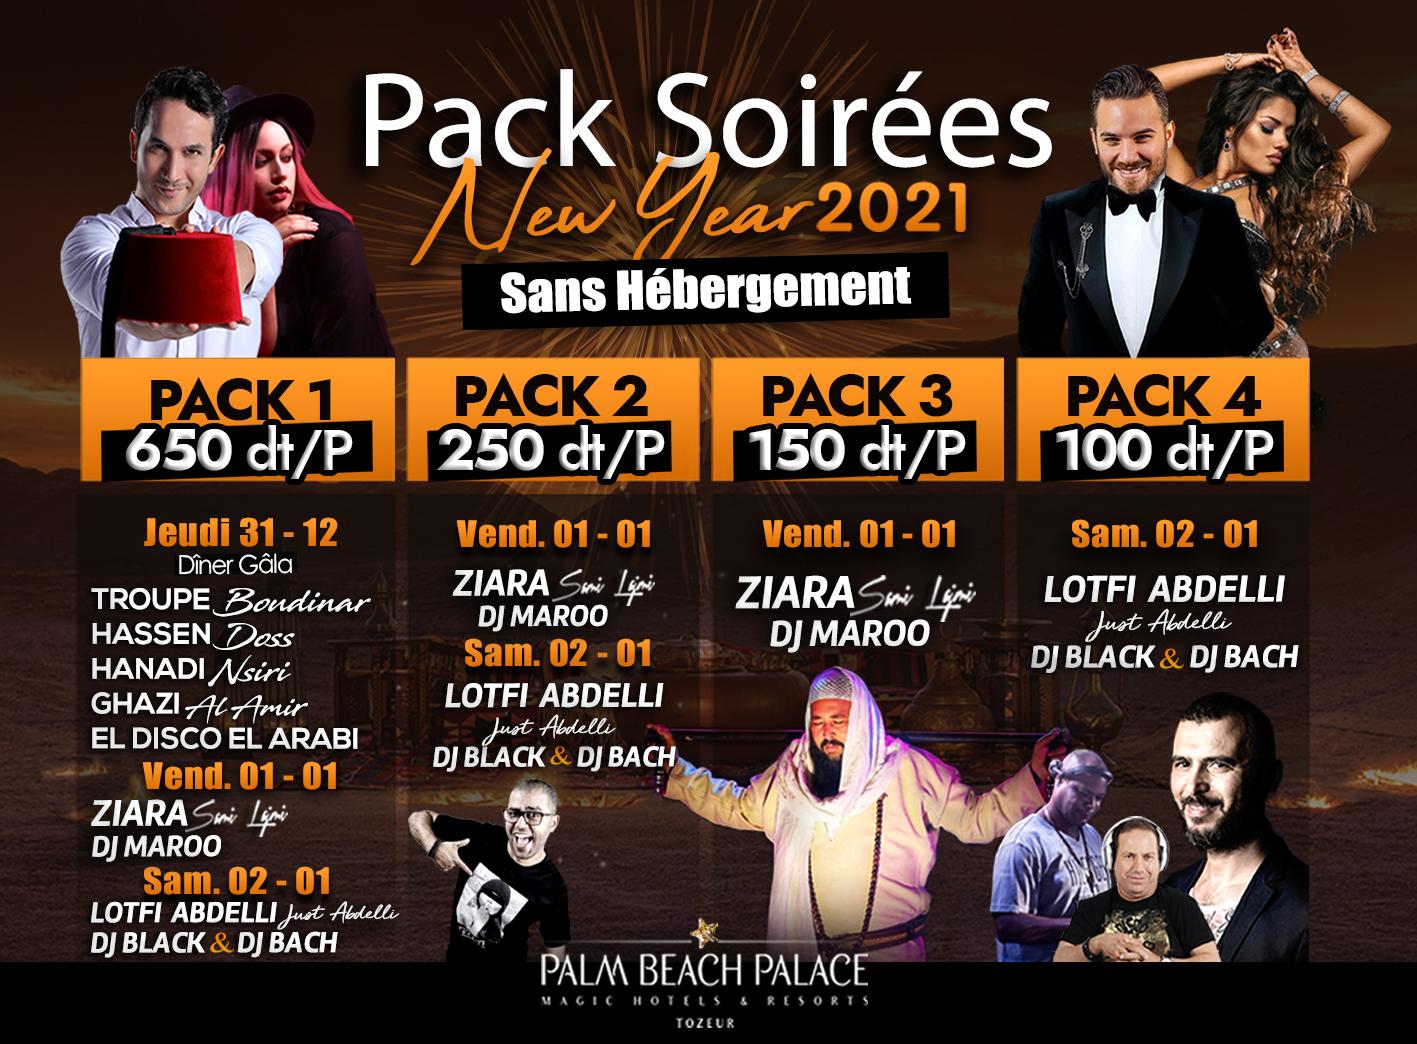 Pack Soirées
New Year 2021
Sans Hébergement
PACK 1
650 dt/P
Jeudi 31 - 12
Dîner Gâla
TROUPE Boudinar
HASSEN Doss
HANADI Nsiri
GHAZI Al Amir
EL DISCO EL ARABI
Vend. 01 - 01
ZIARA Sami Lajmi
DJ MAROO
Sam. 02 - 01
LOTFI ABDELLI Just Abdelli
DJ BLACK & DJ BACH
PACK 2
250 dt/P
Vend. 01 - 01
ZIARA Sami Lajmi
DJ MAROO
Sam. 02 - 01
LOTFI ABDELLI
Just Abdelli
DJ BLACK & DJ BACH
PACK 3
150 dt/P
Vend. 01 - 01
ZIARA Sami Lajmi
DJ MAROO
PACK 4
100 dt/P
Sam. 02 - 01
LOTFI ABDELLI
Just Abdelli
DJ BLACK & DJ BACH
PALM BEACH PALACE
MAGIC HOTELS & RESORTS
TOZEUR